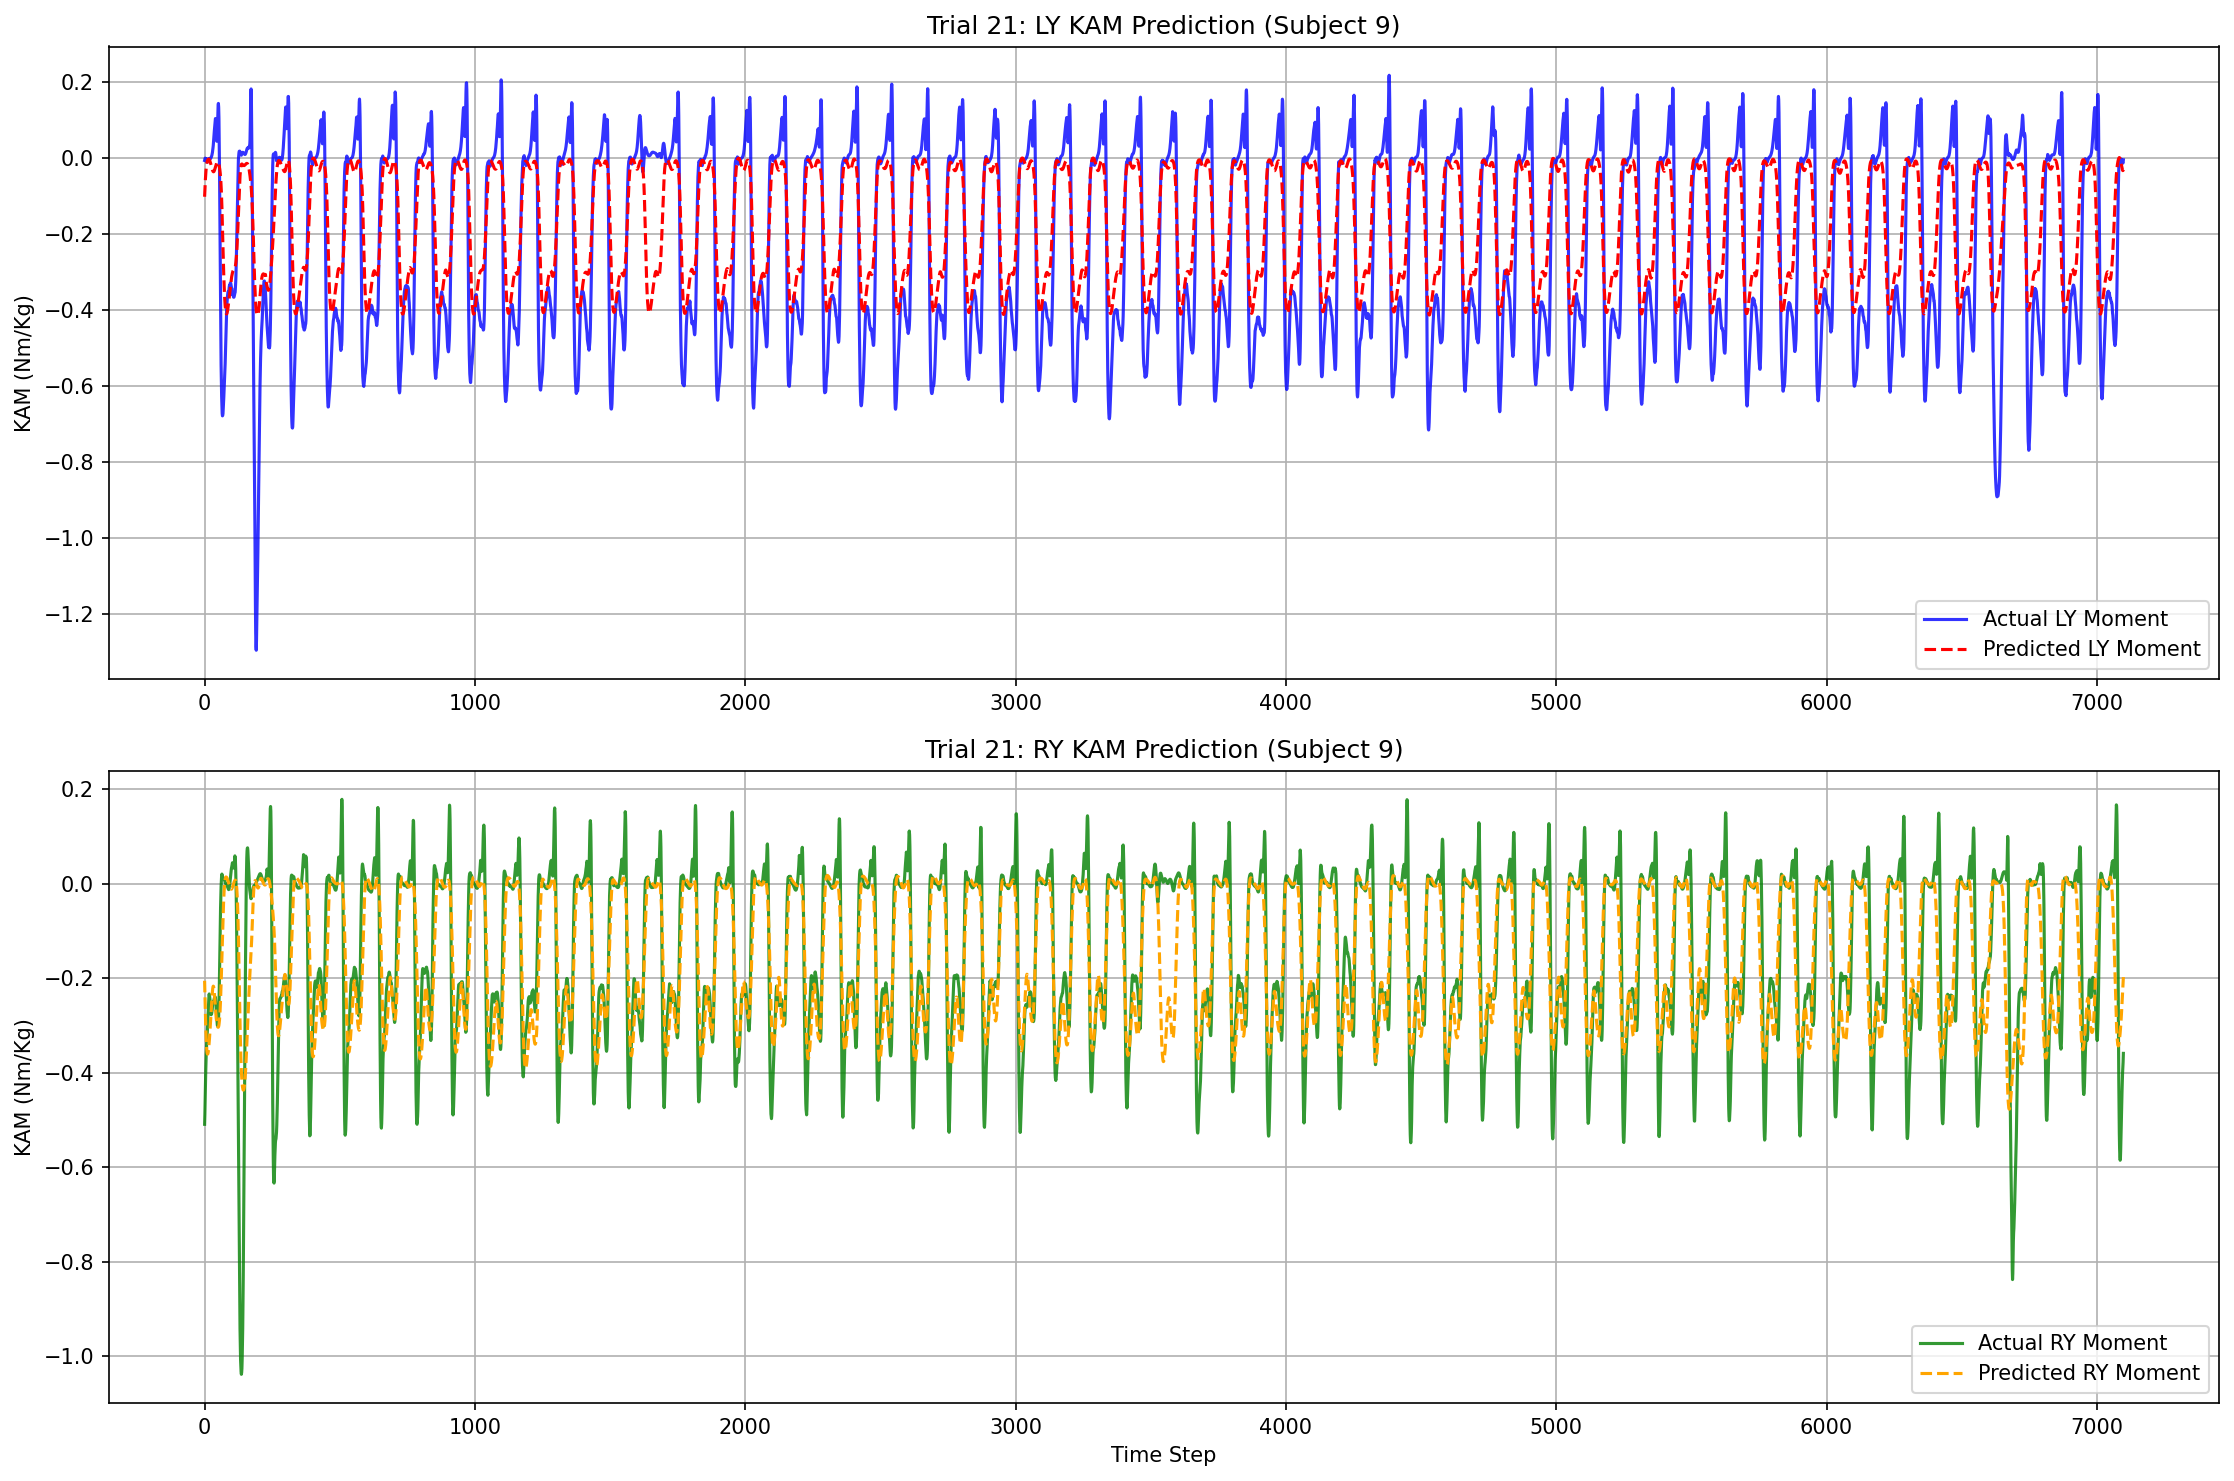 Trial 21: LY KAM Prediction (Subject 9)
KAM (Nm/Kg)
0.2
0.0
−0.2
−0.4
−0.6
−0.8
−1.0
−1.2
Actual LY Moment
Predicted LY Moment
0 1000 2000 3000 4000 5000 6000 7000
Trial 21: RY KAM Prediction (Subject 9)
KAM (Nm/Kg)
0.2
0.0
−0.2
−0.4
−0.6
−0.8
−1.0
Actual RY Moment
Predicted RY Moment
0 1000 2000 3000 4000 5000 6000 7000
Time Step